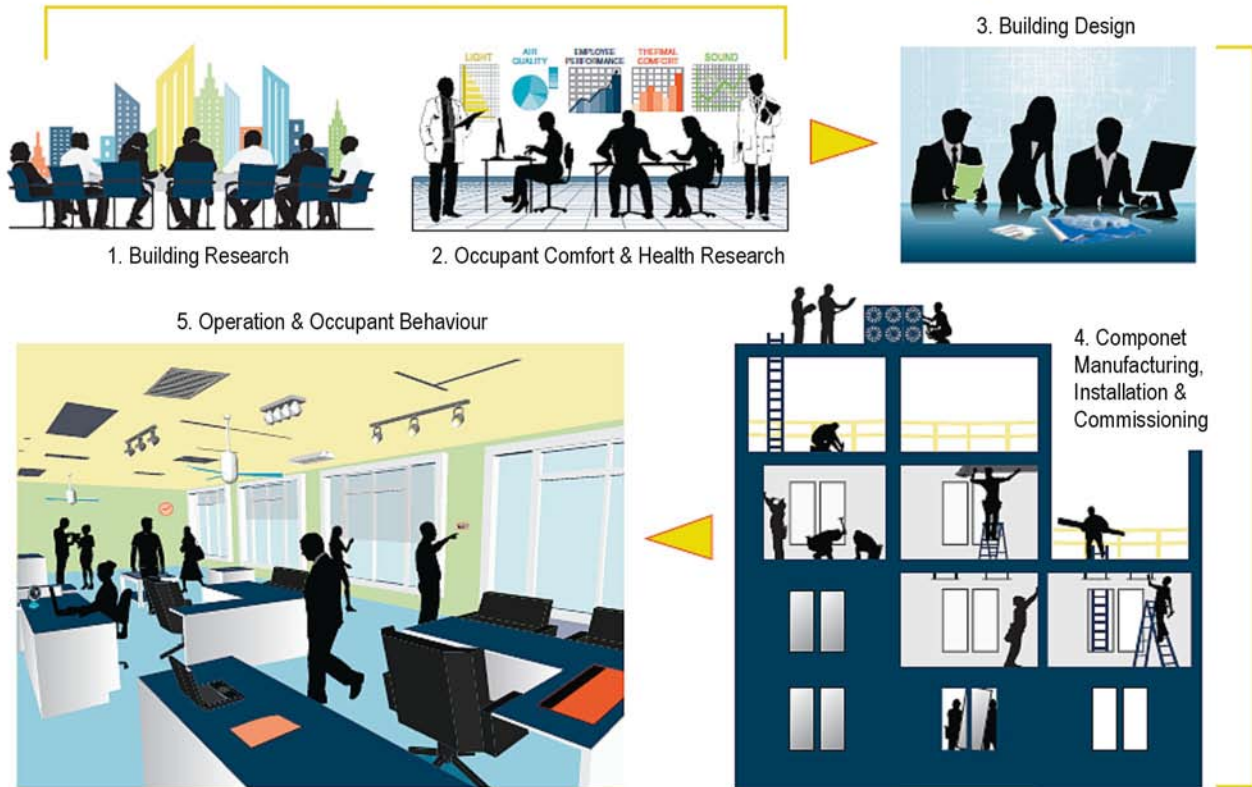 LIGHT
AIR
QUALITY
EMPLOYEE
PERFORMANCE
THERMAL
COMFORT
SOUND
1. Building Research
2. Occupant Comfort & Health Research
3. Building Design
4. Componet
Manufacturing,
Installation &
Commissioning
5. Operation & Occupant Behaviour